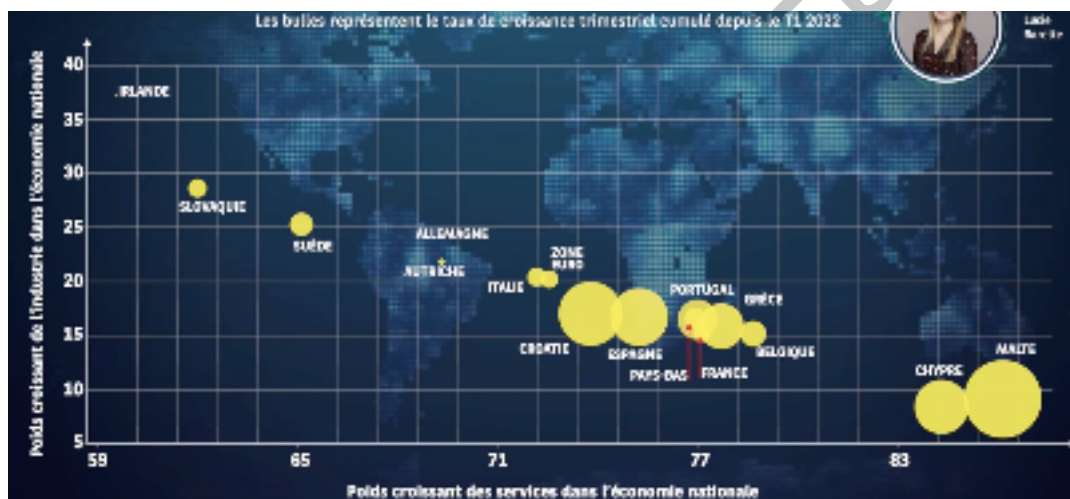 Les bulles représentent le taux de croissance trimestriel cumulé depuis le T1 2022
Lucie
Barette
Poids croissant de l'industrie dans l'économie nationale
40
35
30
25
20
15
10
5
.IRLANDE
SLOVAQUIE
SUÈDE
ALLEMAGNE
AUTRICHE
ZONE
EURO
ITALIE
PORTUGAL
GRÈCE
CROATIE
ESPAGNE
BELGIQUE
PAYS-BAS
FRANCE
MALTE
CHYPRE
59
65
71
77
83
Poids croissant des services dans l'économie nationale